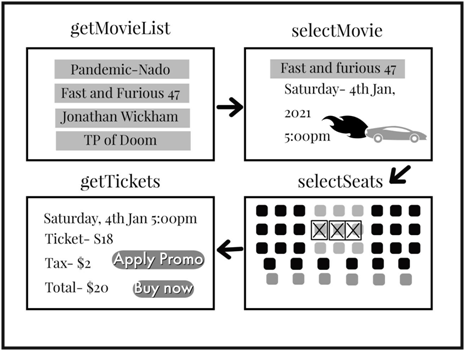 getMovieList
Pandemic-Nado
Fast and Furious 47
Jonathan Wickham
TP of Doom
selectMovie
Fast and furious 47
Saturday- 4th Jan,
2021
5:00pm
selectSeats
getTickets
Saturday, 4th Jan 5:00pm
Ticket- $18
Tax- $2
Apply Promo
Total- $20
Buy now